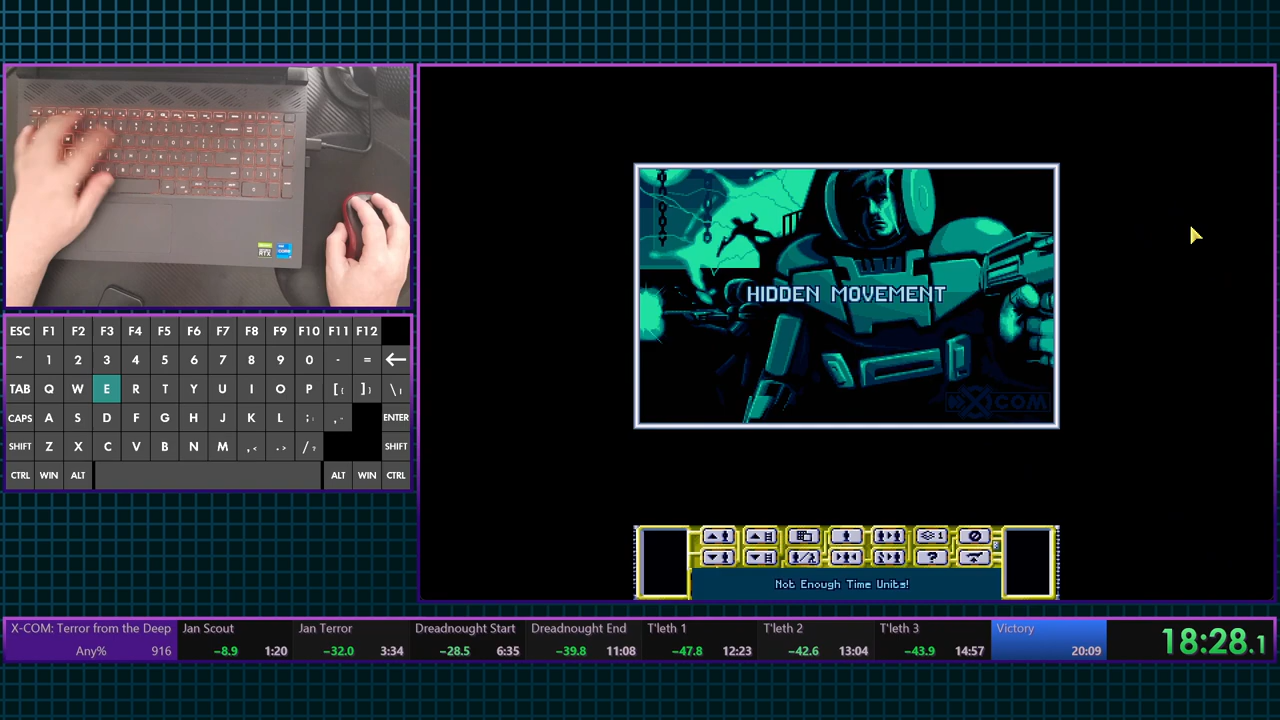 HIDDEN MOVEMENT
X-COM
1
?
Not Enough Time Units!
ESC F1 F2 F3 F4 F5 F6 F7 F8 F9 F10 F11 F12
~ 1 2 3 4 5 6 7 8 9 0 - = ←
TAB Q W E R T Y U I O P [{ ]} \|
CAPS A S D F G H J K L ;: ,- ENTER
SHIFT Z X C V B N M ,< .> /? SHIFT
CTRL WIN ALT ALT WIN CTRL
X-COM: Terror from the Deep
Any% 916
Jan Scout
-8.9 1:20
Jan Terror
-32.0 3:34
Dreadnought Start
-28.5 6:35
Dreadnought End
-39.8 11:08
T'leth 1
-47.8 12:23
T'leth 2
-42.6 13:04
T'leth 3
-43.9 14:57
Victory
20:09
18:28.1